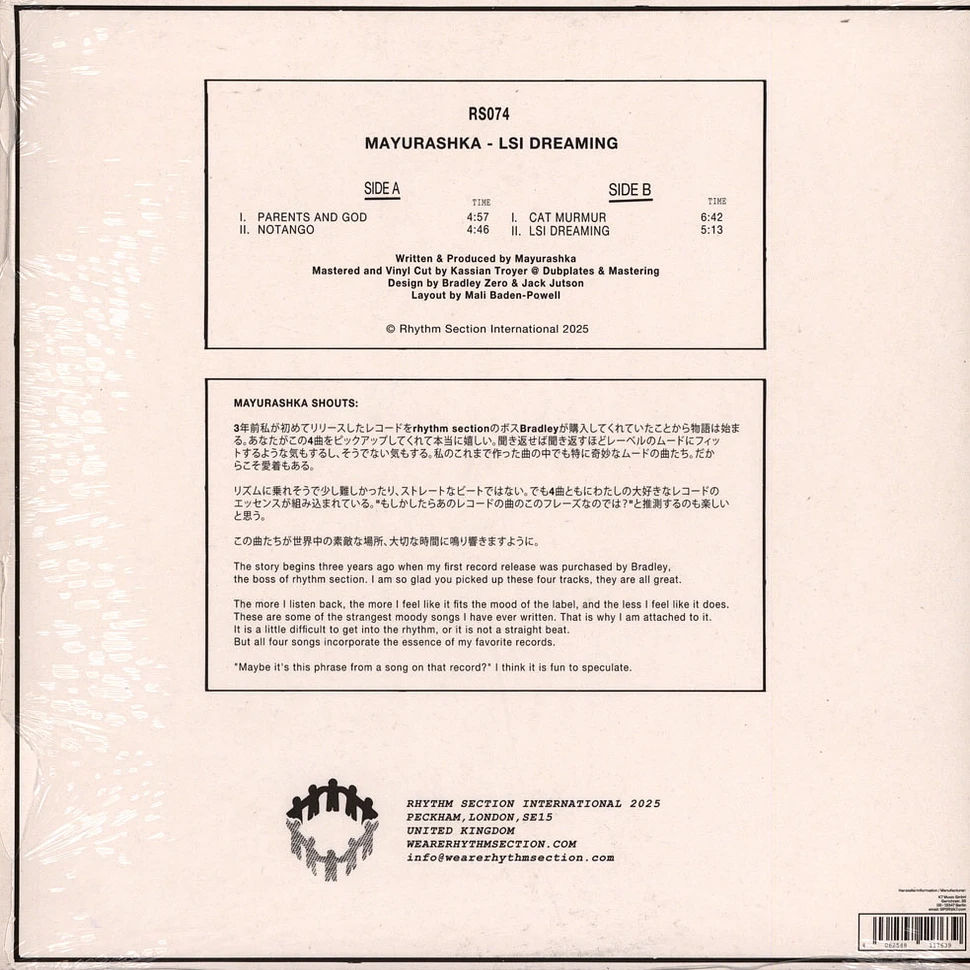 RS074
MAYURASHKA - LSI DREAMING
SIDE A
TIME
I. PARENTS AND GOD 4:57
II. NOTANGO 4:46
SIDE B
TIME
I. CAT MURMUR 6:42
II. LSI DREAMING 5:13
Written & Produced by Mayurashka
Mastered and Vinyl Cut by Kassian Troyer @ Dubplates & Mastering
Design by Bradley Zero & Jack Jutson
Layout by Mali Baden-Powell
© Rhythm Section International 2025
MAYURASHKA SHOUTS:
3年前私が初めてリリースしたレコードをrhythm sectionのボスBradleyが購入してくれていたことから物語は始ま
る。あなたがこの4曲をピックアップしてくれて本当に嬉しい。聞き返せば聞き返すほどレーベルのムードにフィッ
トするような気もするし、そうでない気もする。私のこれまで作った曲の中でも特に奇妙なムードの曲たち。だか
らこそ愛着もある。
リズムに乗れそうで少し難しかったり、ストレートなビートではない。でも4曲ともにわたしの大好きなレコードの
エッセンスが組み込まれている。"もしかしたらあのレコードの曲のこのフレーズなのでは?"と推測するのも楽しい
と思う。
この曲たちが世界中の素敵な場所、大切な時間に鳴り響きますように。
The story begins three years ago when my first record release was purchased by Bradley,
the boss of rhythm section. I am so glad you picked up these four tracks, they are all great.
The more I listen back, the more I feel like it fits the mood of the label, and the less I feel like it does.
These are some of the strangest moody songs I have ever written. That is why I am attached to it.
It is a little difficult to get into the rhythm, or it is not a straight beat.
But all four songs incorporate the essence of my favorite records.
"Maybe it's this phrase from a song on that record?" I think it is fun to speculate.
RHYTHM SECTION INTERNATIONAL 2025
PECKHAM,LONDON,SE15
UNITED KINGDOM
WEARERHYTHMSECTION.COM
info@wearerhythmsection.com
Herstellerinformation / Manufacturer:
K7 Music GmbH